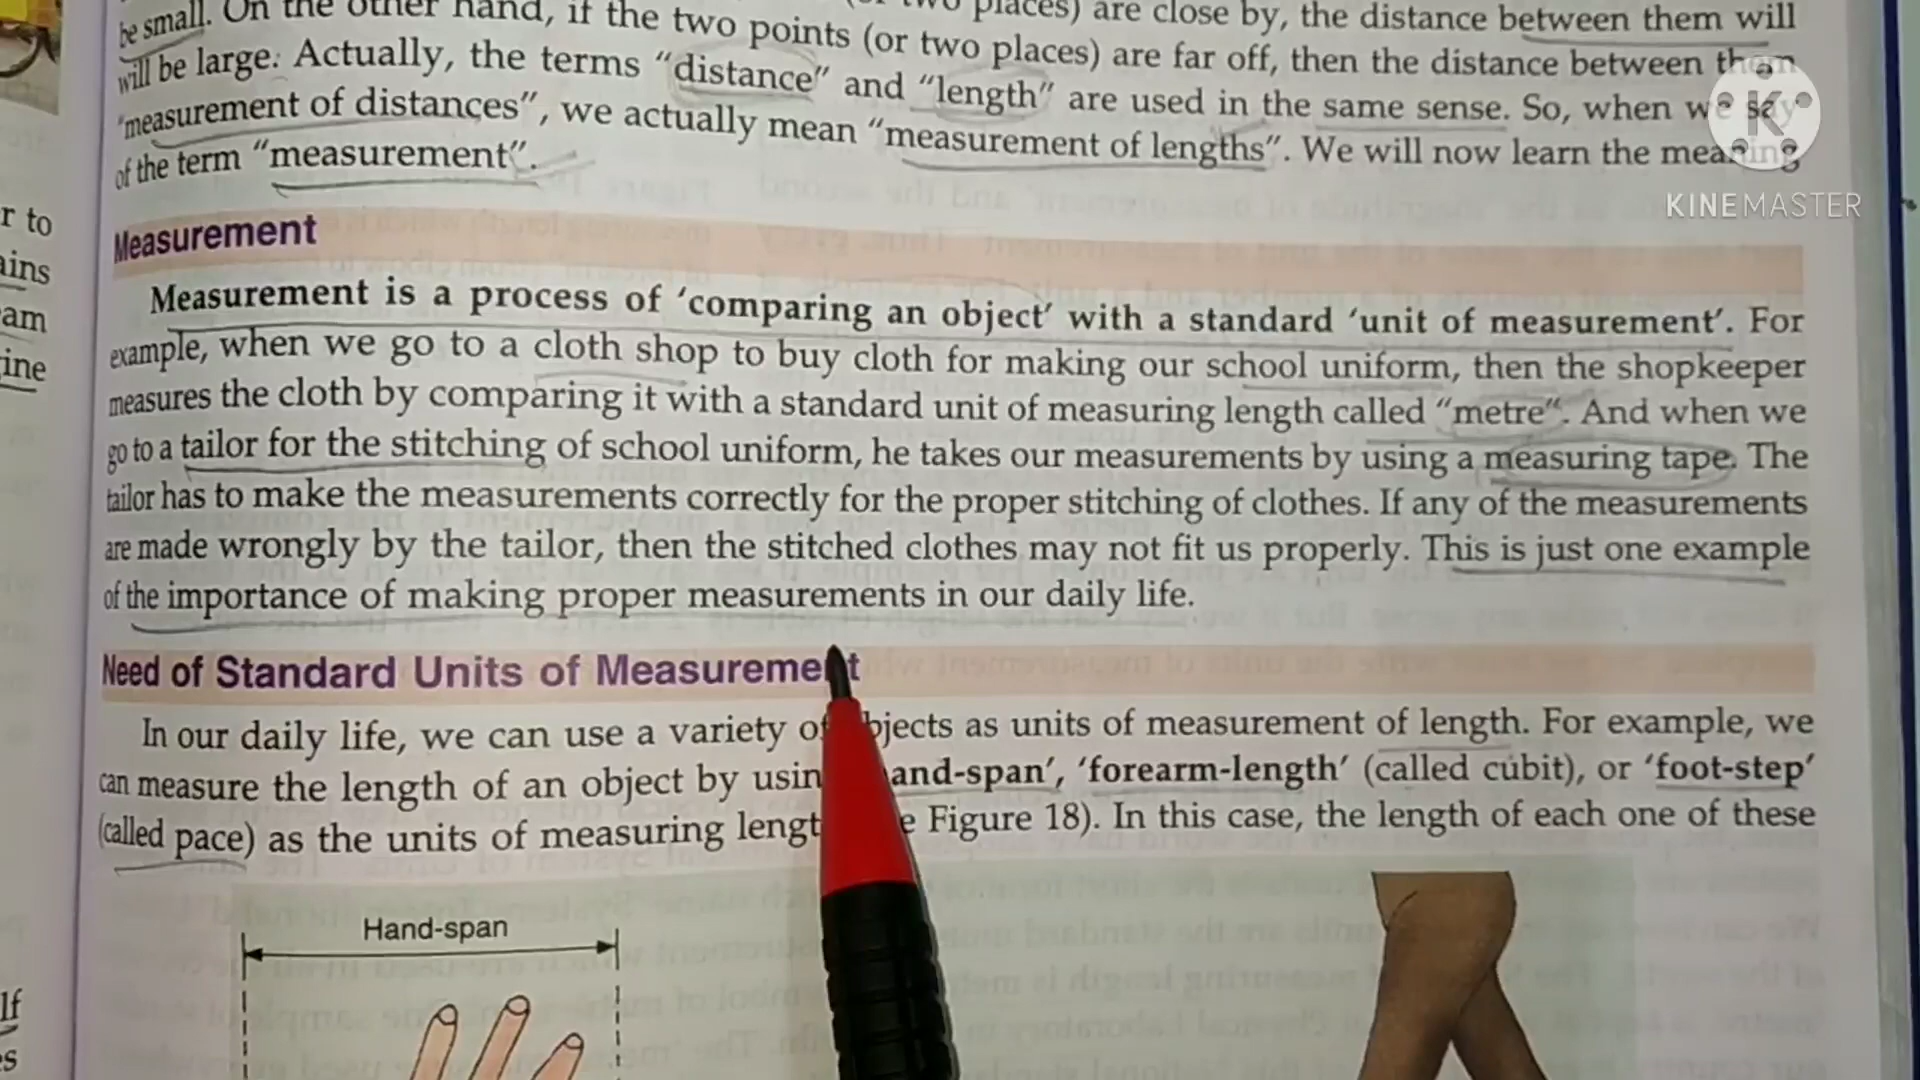 be small. On the other hand, if the two points (or two places) are close by, the distance between them will
will be large. Actually, the terms "distance" and "length" are used in the same sense. So, when we say
"measurement of distances", we actually mean "measurement of lengths". We will now learn the meaning
of the term "measurement".
(or two places) are far off, then the distance between them
KINEMASTER
r to
ains
am
ine
Measurement
Measurement is a process of 'comparing an object' with a standard 'unit of measurement'. For
example, when we go to a cloth shop to buy cloth for making our school uniform, then the shopkeeper
measures the cloth by comparing it with a standard unit of measuring length called "metre". And when we
go to a tailor for the stitching of school uniform, he takes our measurements by using a measuring tape. The
tailor has to make the measurements correctly for the proper stitching of clothes. If any of the measurements
are made wrongly by the tailor, then the stitched clothes may not fit us properly. This is just one example
of the importance of making proper measurements in our daily life.
Need of Standard Units of Measurement
In our daily life, we can use a variety of objects as units of measurement of length. For example, we
can measure the length of an object by usin and-span', 'forearm-length' (called cubit), or 'foot-step'
(called pace) as the units of measuring lengt e Figure 18). In this case, the length of each one of these
Hand-span
lf
s